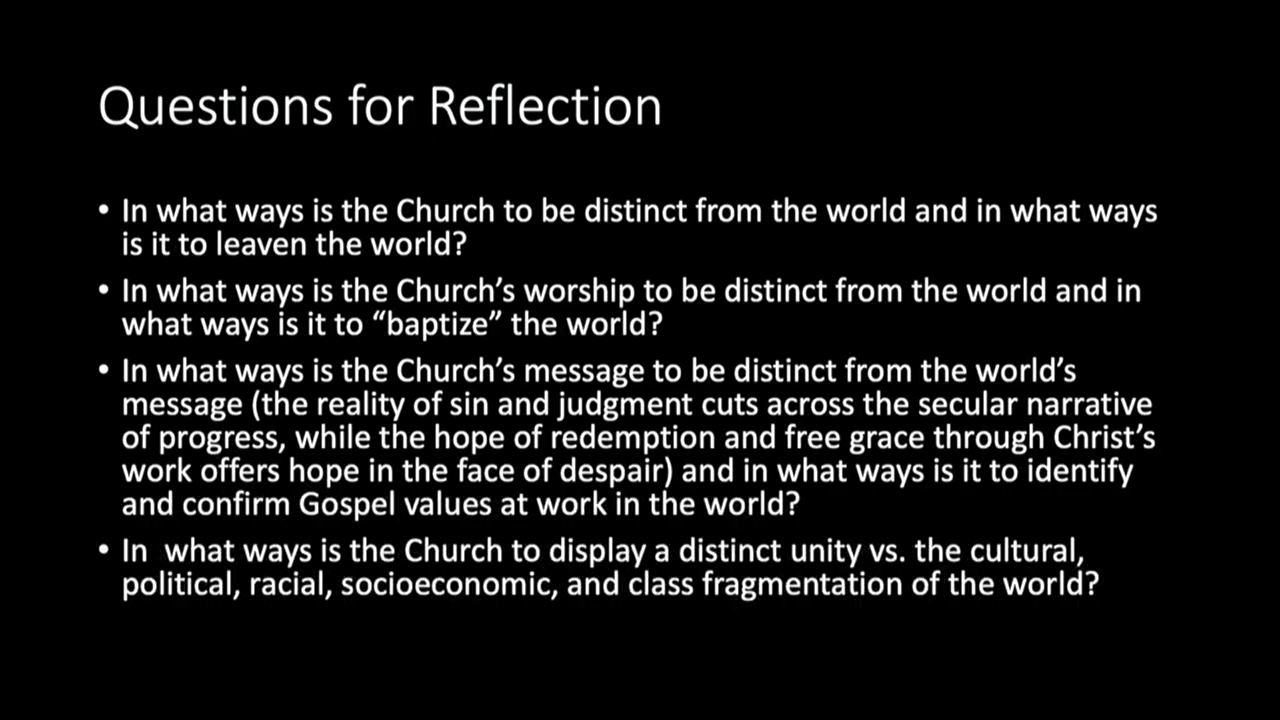 Questions for Reflection
• In what ways is the Church to be distinct from the world and in what ways
is it to leaven the world?
• In what ways is the Church’s worship to be distinct from the world and in
what ways is it to “baptize” the world?
• In what ways is the Church’s message to be distinct from the world’s
message (the reality of sin and judgment cuts across the secular narrative
of progress, while the hope of redemption and free grace through Christ’s
work offers hope in the face of despair) and in what ways is it to identify
and confirm Gospel values at work in the world?
• In  what ways is the Church to display a distinct unity vs. the cultural,
political, racial, socioeconomic, and class fragmentation of the world?